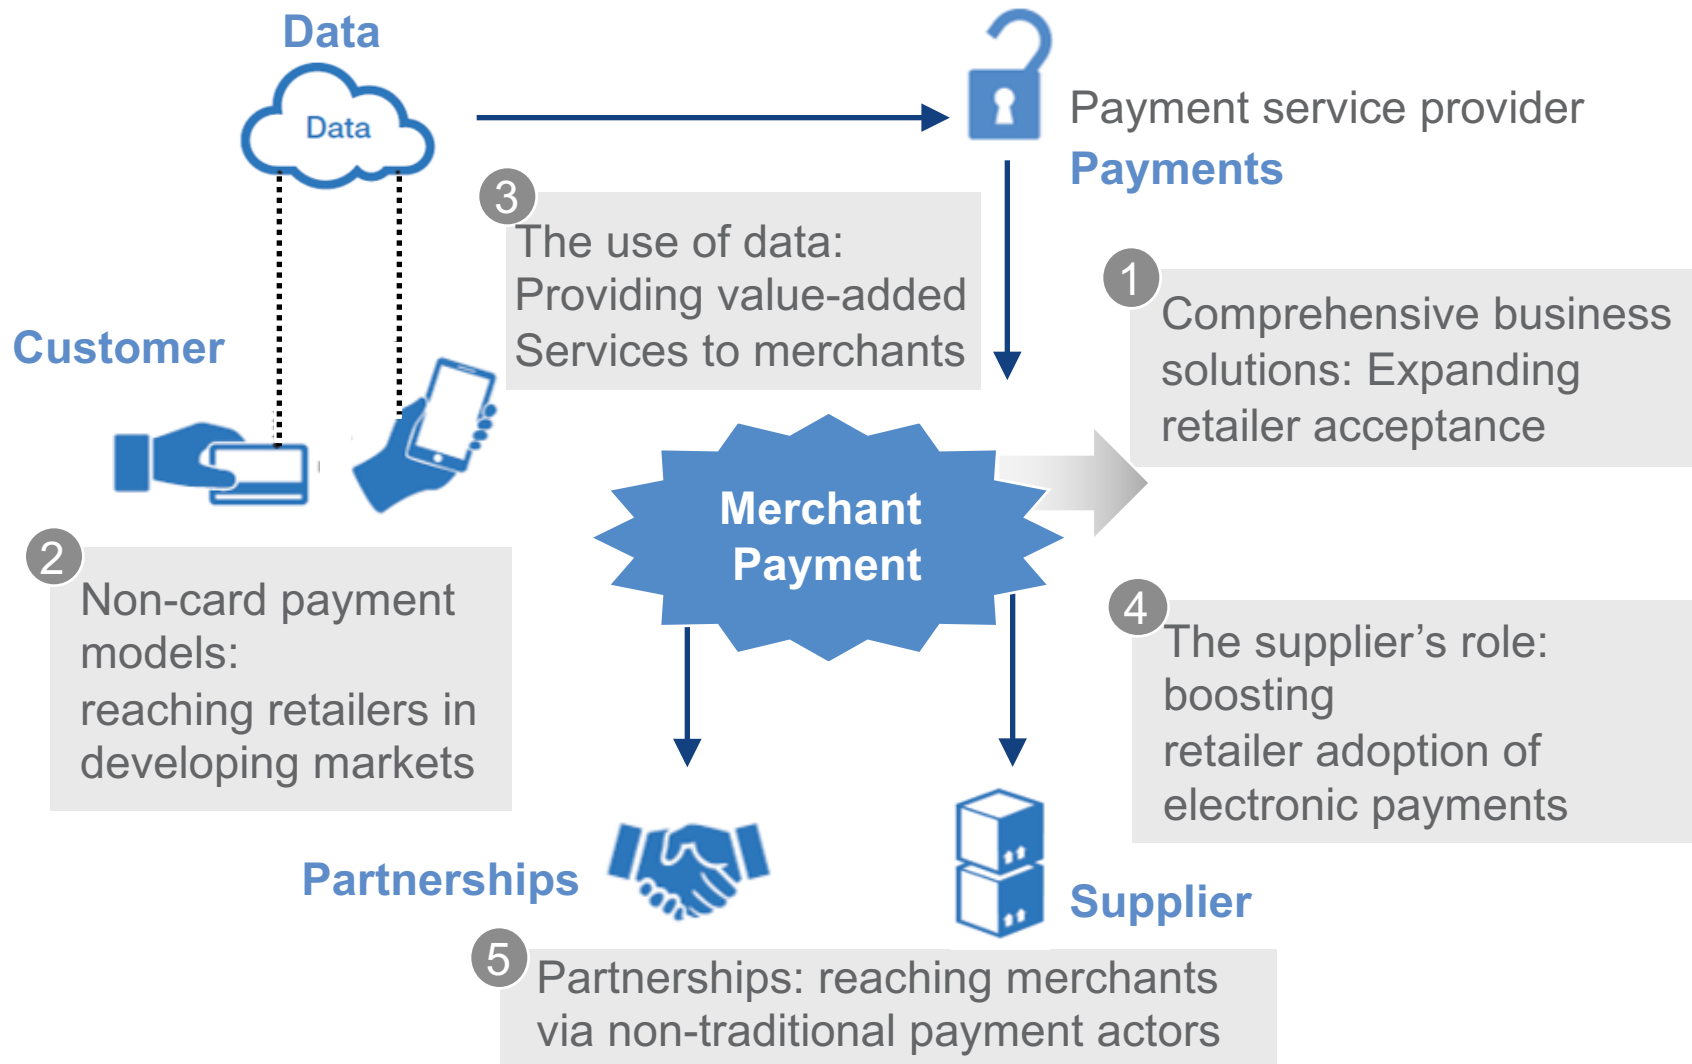 Data
Data
Payment service provider
Payments
3
The use of data:
Providing value-added
Services to merchants
1
Comprehensive business
solutions: Expanding
retailer acceptance
Customer
Merchant
Payment
2
Non-card payment
models:
reaching retailers in
developing markets
4
The supplier’s role:
boosting
retailer adoption of
electronic payments
Partnerships
Supplier
5
Partnerships: reaching merchants
via non-traditional payment actors